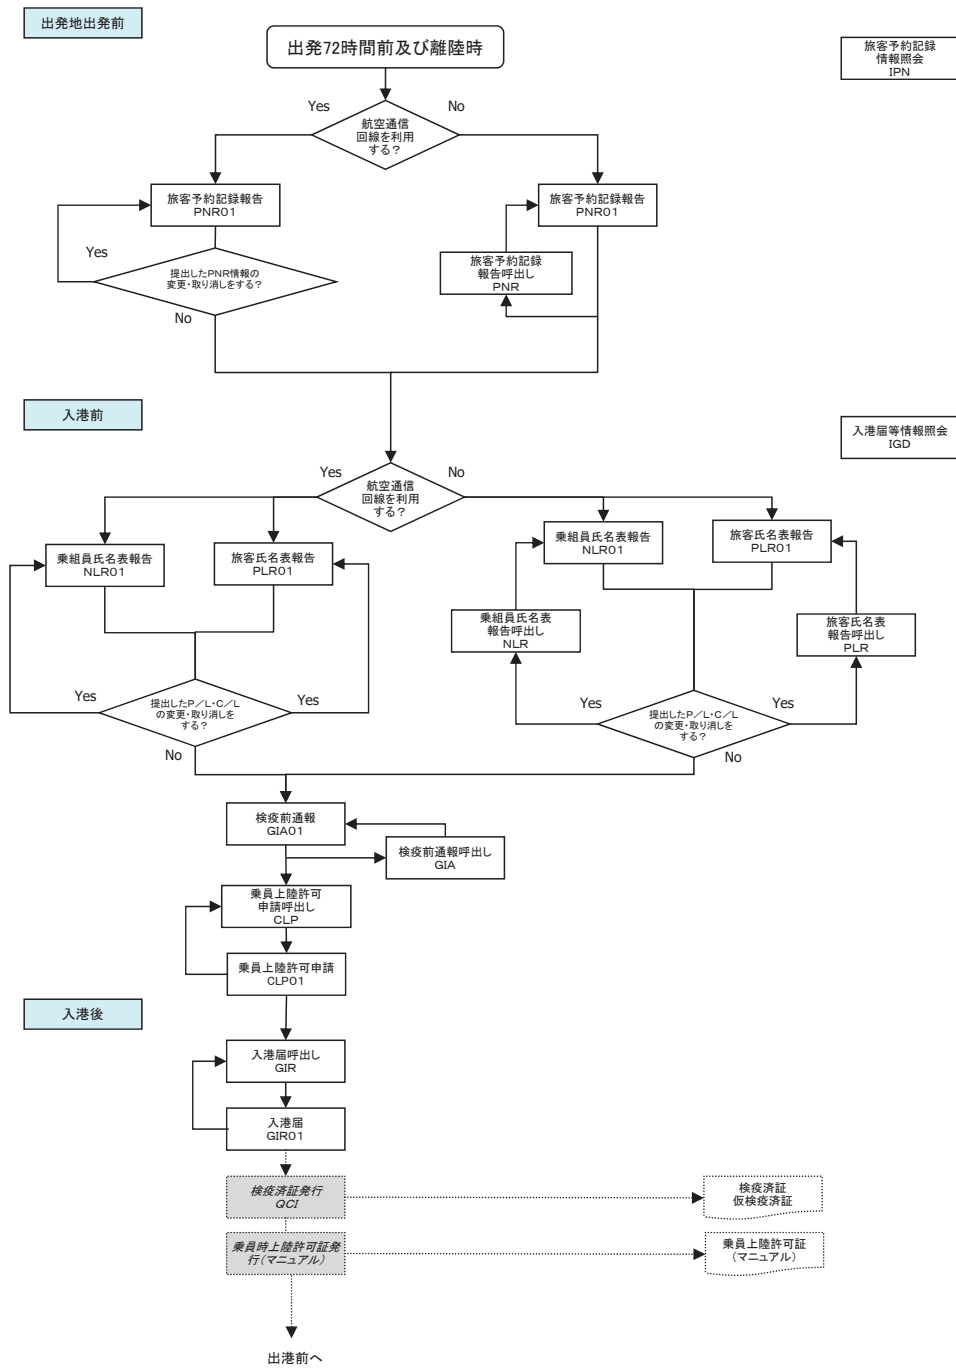 出発地出発前
出発72時間前及び離陸時
旅客予約記録
情報照会
IPN
Yes
No
航空通信
回線を利用
する？
旅客予約記録報告
PNR01
旅客予約記録報告
PNR01
Yes
提出したPNR情報の
変更・取り消しをする？
旅客予約記録
報告呼出し
PNR
No
入港前
入港届等情報照会
IGD
Yes
No
航空通信
回線を利用
する？
乗組員氏名表報告
NLR01
旅客氏名表報告
PLR01
乗組員氏名表報告
NLR01
旅客氏名表報告
PLR01
乗組員氏名表
報告呼出し
NLR
旅客氏名表
報告呼出し
PLR
Yes
提出したP／L・C／L
の変更・取り消しを
する？
Yes
No
Yes
提出したP／L・C／L
の変更・取り消しを
する？
Yes
No
検疫前通報
GIA01
検疫前通報呼出し
GIA
乗員上陸許可
申請呼出し
CLP
乗員上陸許可申請
CLP01
入港後
入港届呼出し
GIR
入港届
GIR01
検疫済証発行
QCI
検疫済証
仮検疫済証
乗員時上陸許可証発
行（マニュアル）
乗員上陸許可証
（マニュアル）
出港前へ